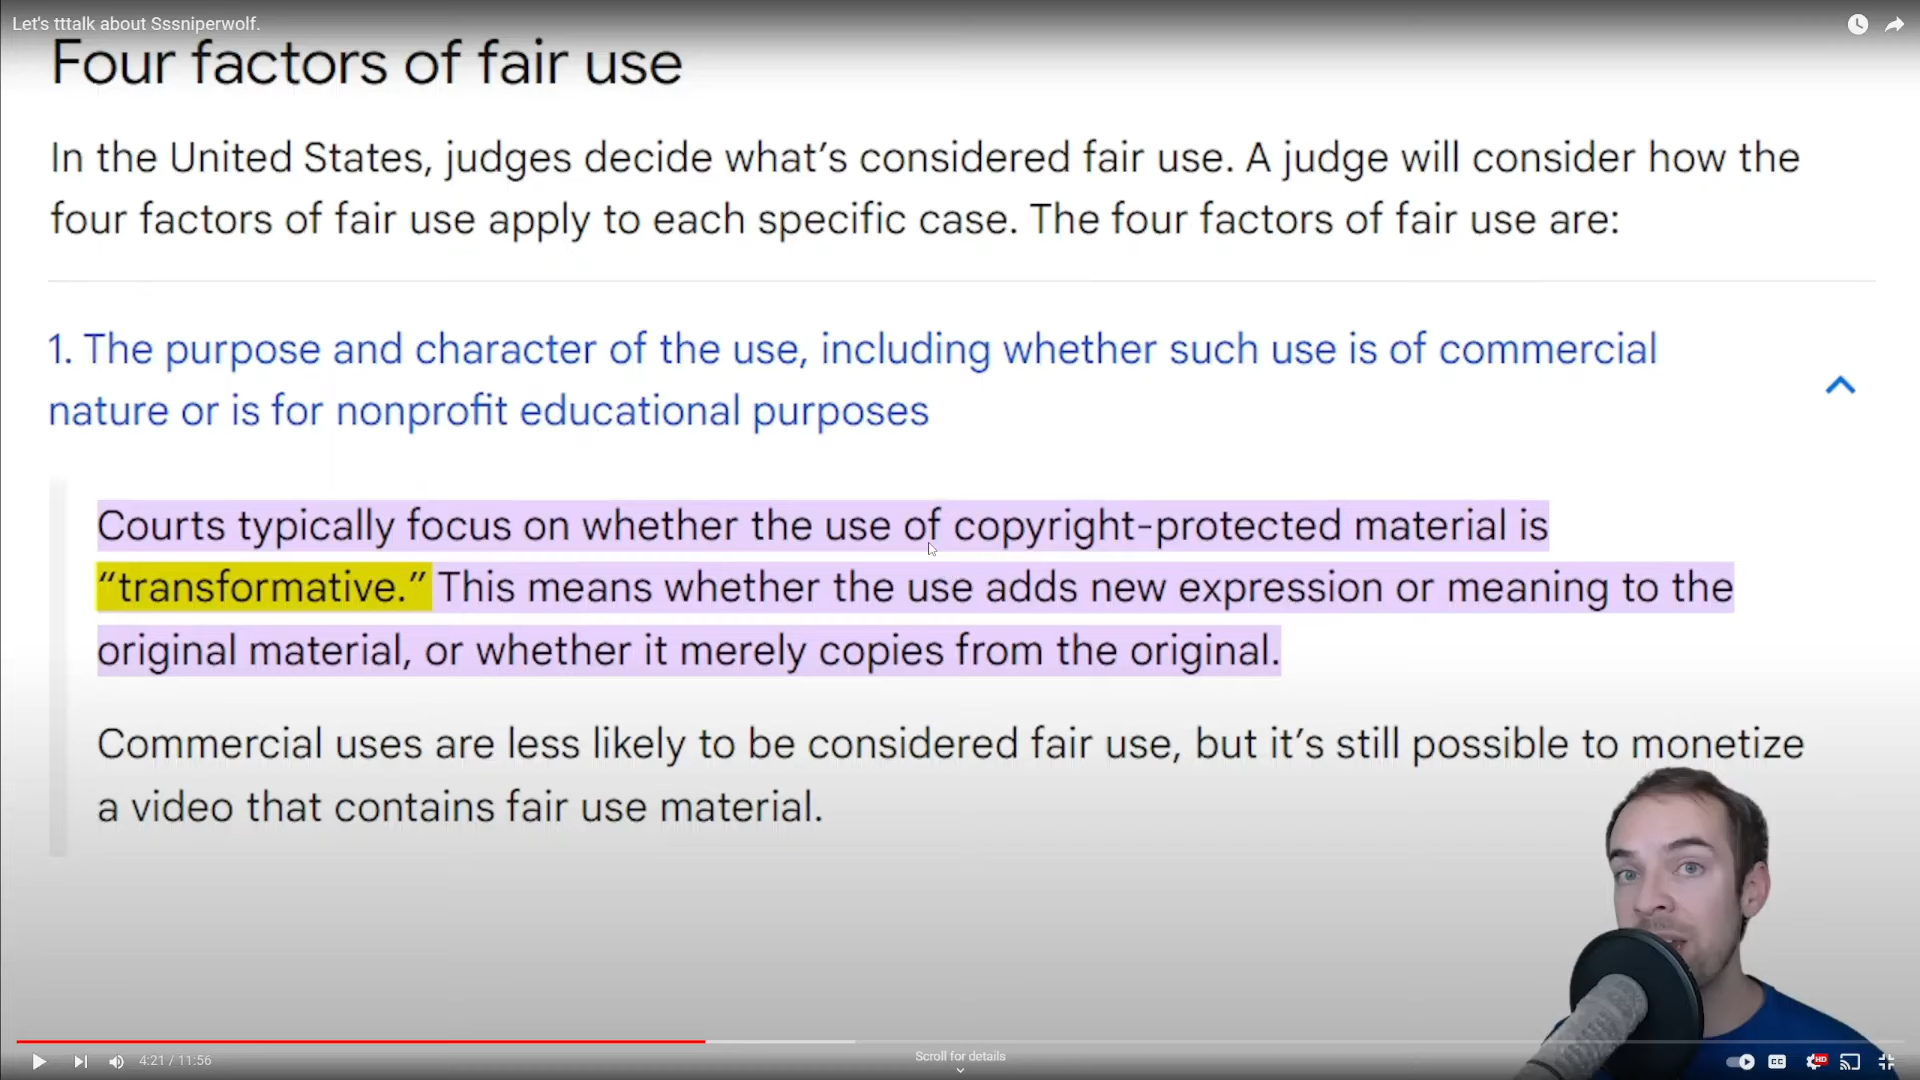 Let's tttalk about Sssniperwolf.
Four factors of fair use
In the United States, judges decide what's considered fair use. A judge will consider how the
four factors of fair use apply to each specific case. The four factors of fair use are:
1. The purpose and character of the use, including whether such use is of commercial
nature or is for nonprofit educational purposes
Courts typically focus on whether the use of copyright-protected material is
“transformative.” This means whether the use adds new expression or meaning to the
original material, or whether it merely copies from the original.
Commercial uses are less likely to be considered fair use, but it's still possible to monetize
a video that contains fair use material.
4:21 / 11:56
Scroll for details
CC
HD